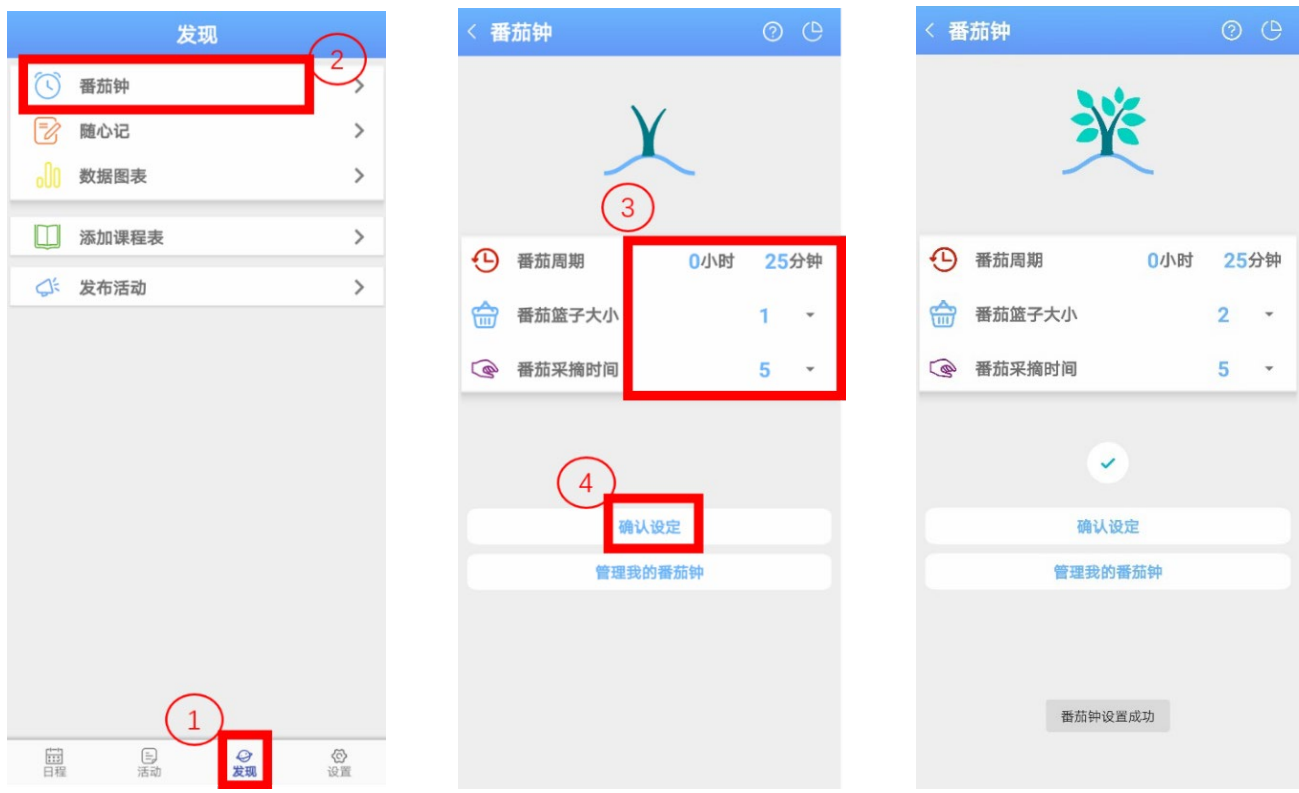 发现
②
番茄钟
随心记
数据图表
添加课程表
发布活动
①
日程 活动 发现 设置
番茄钟
③
番茄周期 0小时 25分钟
番茄篮子大小 1
番茄采摘时间 5
④
确认设定
管理我的番茄钟
番茄钟
番茄周期 0小时 25分钟
番茄篮子大小 2
番茄采摘时间 5
确认设定
管理我的番茄钟
番茄钟设置成功